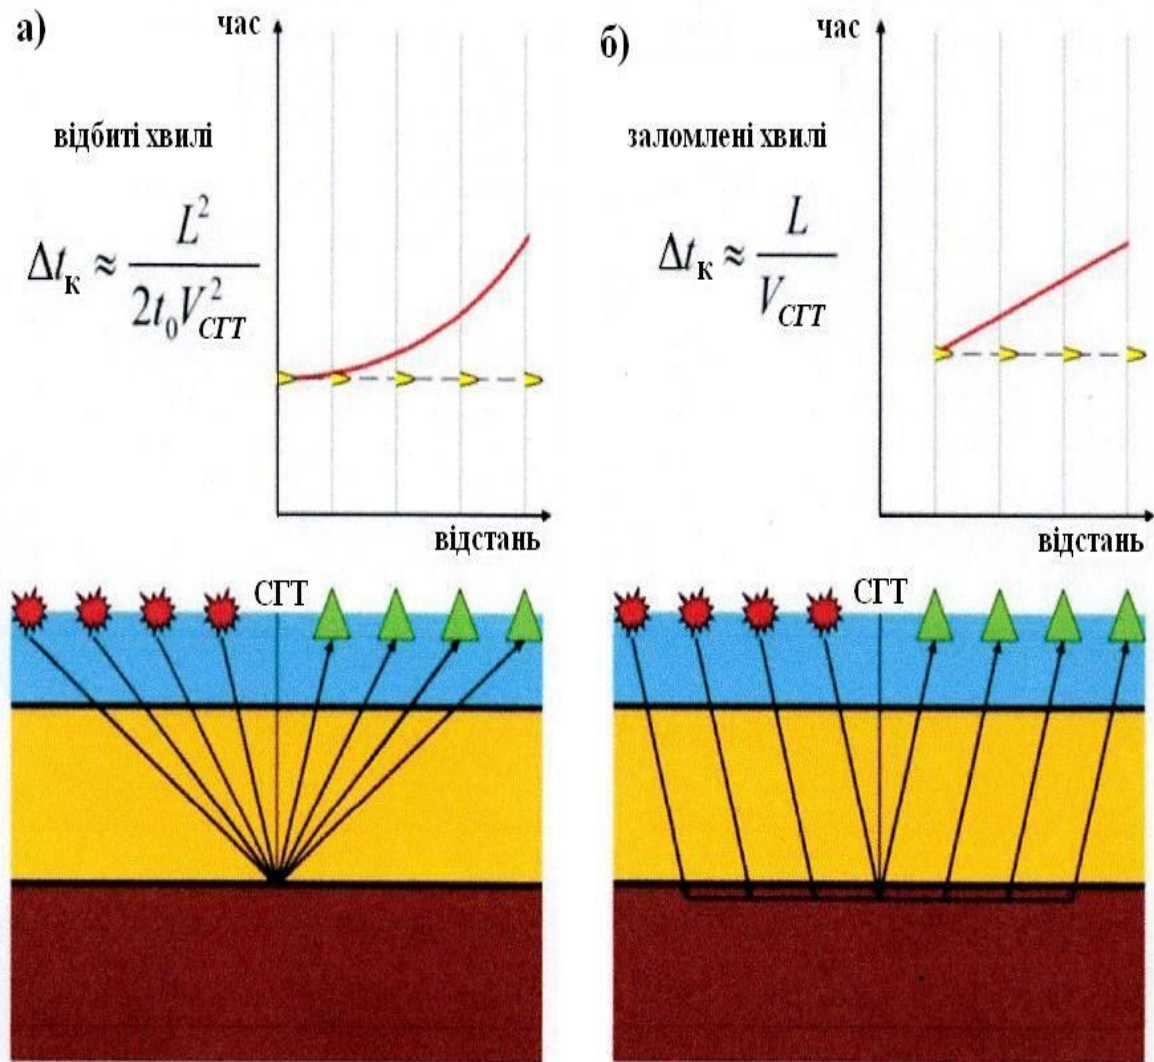 а)
час
відбиті хвилі
Δtк ≈ L² / 2t₀V²СГТ
відстань
СГТ
б)
час
заломлені хвилі
Δtк ≈ L / VСГТ
відстань
СГТ